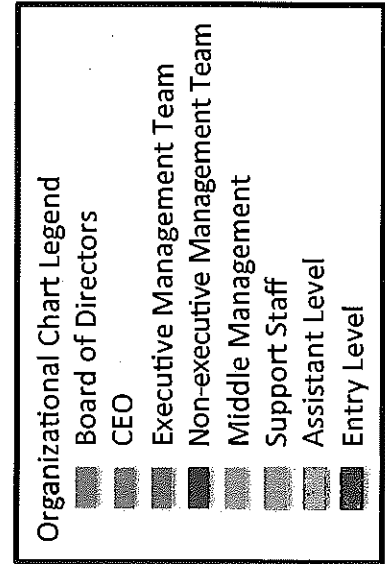 Organizational Chart Legend
Board of Directors
CEO
Executive Management Team
Non-executive Management Team
Middle Management
Support Staff
Assistant Level
Entry Level